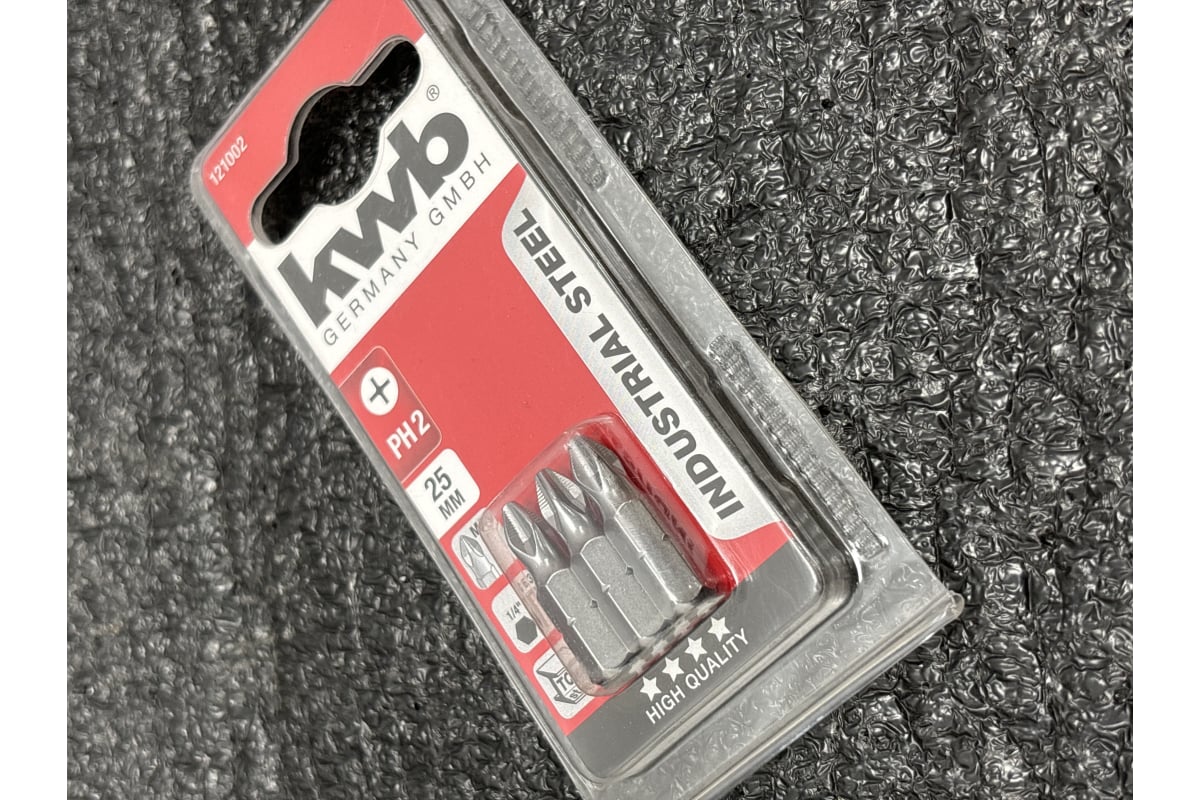 121002
kwb®
GERMANY GMBH
INDUSTRIAL STEEL
PH 2
25
MM
1/4"
HIGH QUALITY